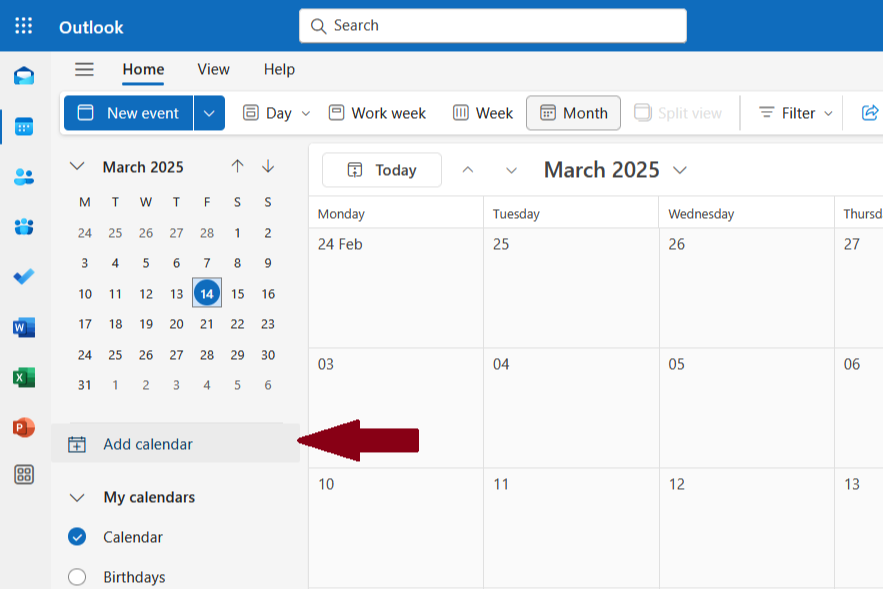 Outlook
Search
Home View Help
New event Day Work week Week Month Split view Filter
March 2025
M T W T F S S
24 25 26 27 28 1 2
3 4 5 6 7 8 9
10 11 12 13 14 15 16
17 18 19 20 21 22 23
24 25 26 27 28 29 30
31 1 2 3 4 5 6
Add calendar
My calendars
Calendar
Birthdays
Today March 2025
Monday Tuesday Wednesday Thursd
24 Feb 25 26 27
03 04 05 06
10 11 12 13
W
X
P